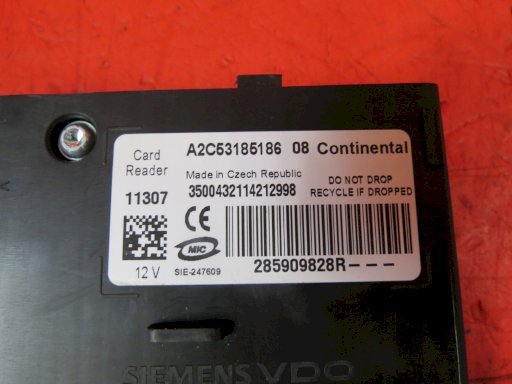 Card Reader
A2C53185186 08 Continental
Made in Czech Republic
DO NOT DROP
11307
3500432114212998
RECYCLE IF DROPPED
CE
MIC
12 V
SIE-247609
285909828R---
SIEMENS VDO